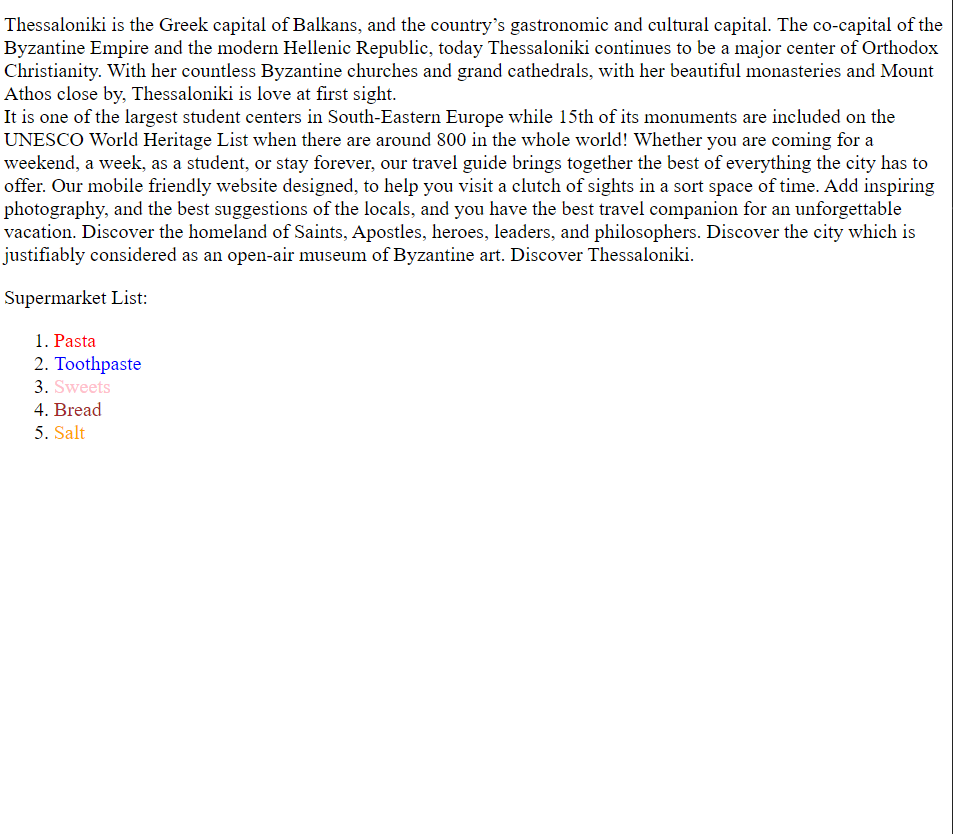 Thessaloniki is the Greek capital of Balkans, and the country’s gastronomic and cultural capital. The co-capital of the
Byzantine Empire and the modern Hellenic Republic, today Thessaloniki continues to be a major center of Orthodox
Christianity. With her countless Byzantine churches and grand cathedrals, with her beautiful monasteries and Mount
Athos close by, Thessaloniki is love at first sight.
It is one of the largest student centers in South-Eastern Europe while 15th of its monuments are included on the
UNESCO World Heritage List when there are around 800 in the whole world! Whether you are coming for a
weekend, a week, as a student, or stay forever, our travel guide brings together the best of everything the city has to
offer. Our mobile friendly website designed, to help you visit a clutch of sights in a sort space of time. Add inspiring
photography, and the best suggestions of the locals, and you have the best travel companion for an unforgettable
vacation. Discover the homeland of Saints, Apostles, heroes, leaders, and philosophers. Discover the city which is
justifiably considered as an open-air museum of Byzantine art. Discover Thessaloniki.
Supermarket List:
1. Pasta
2. Toothpaste
3. Sweets
4. Bread
5. Salt